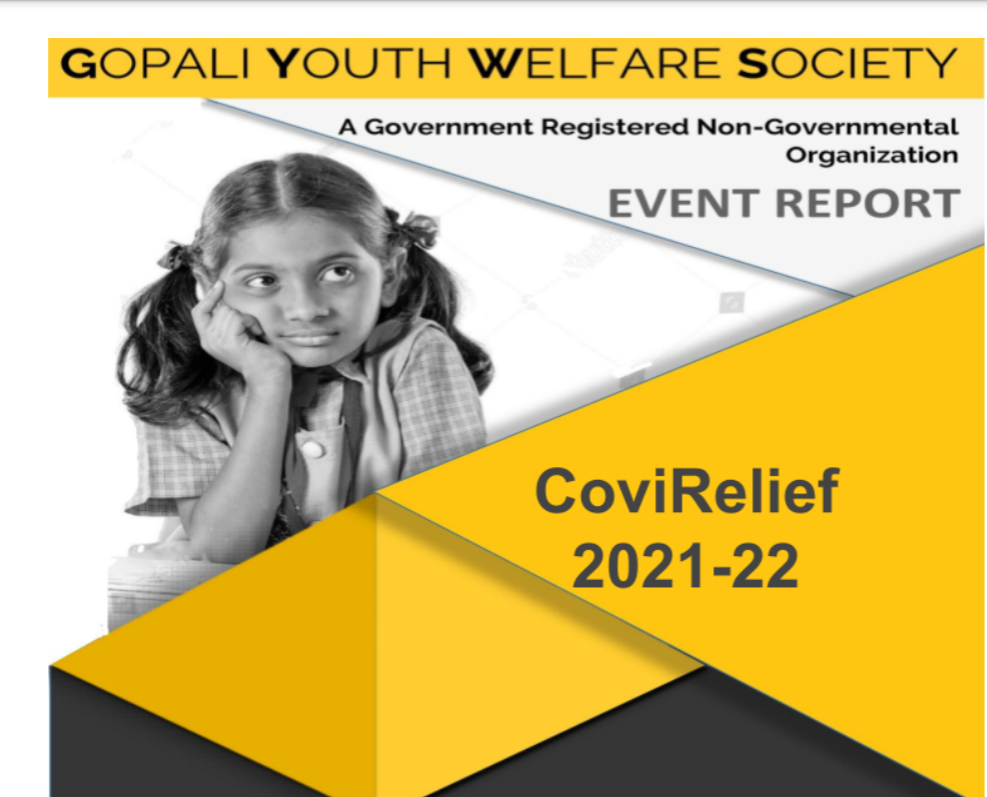 GOPALI YOUTH WELFARE SOCIETY
A Government Registered Non-Governmental
Organization
EVENT REPORT
CoviRelief
2021-22